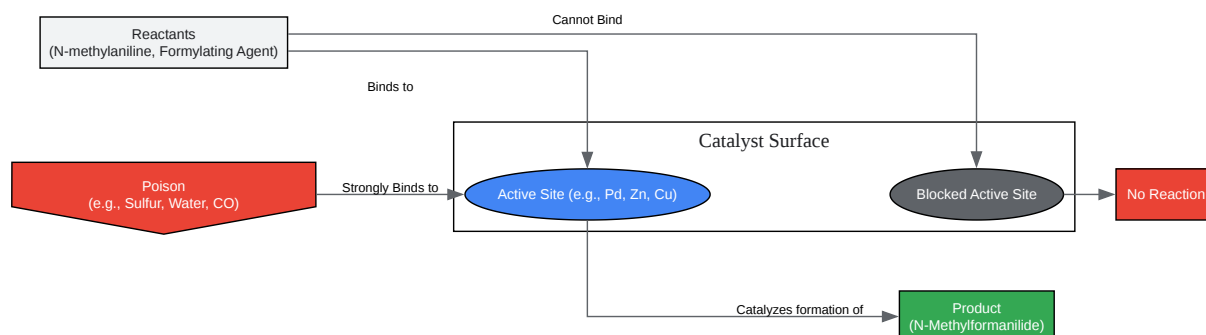 Cannot Bind
Reactants
(N-methylaniline, Formylating Agent)
Binds to
Catalyst Surface
Poison
(e.g., Sulfur, Water, CO)
Strongly Binds to
Active Site (e.g., Pd, Zn, Cu)
Blocked Active Site
No Reaction
Catalyzes formation of
Product
(N-Methylformanilide)